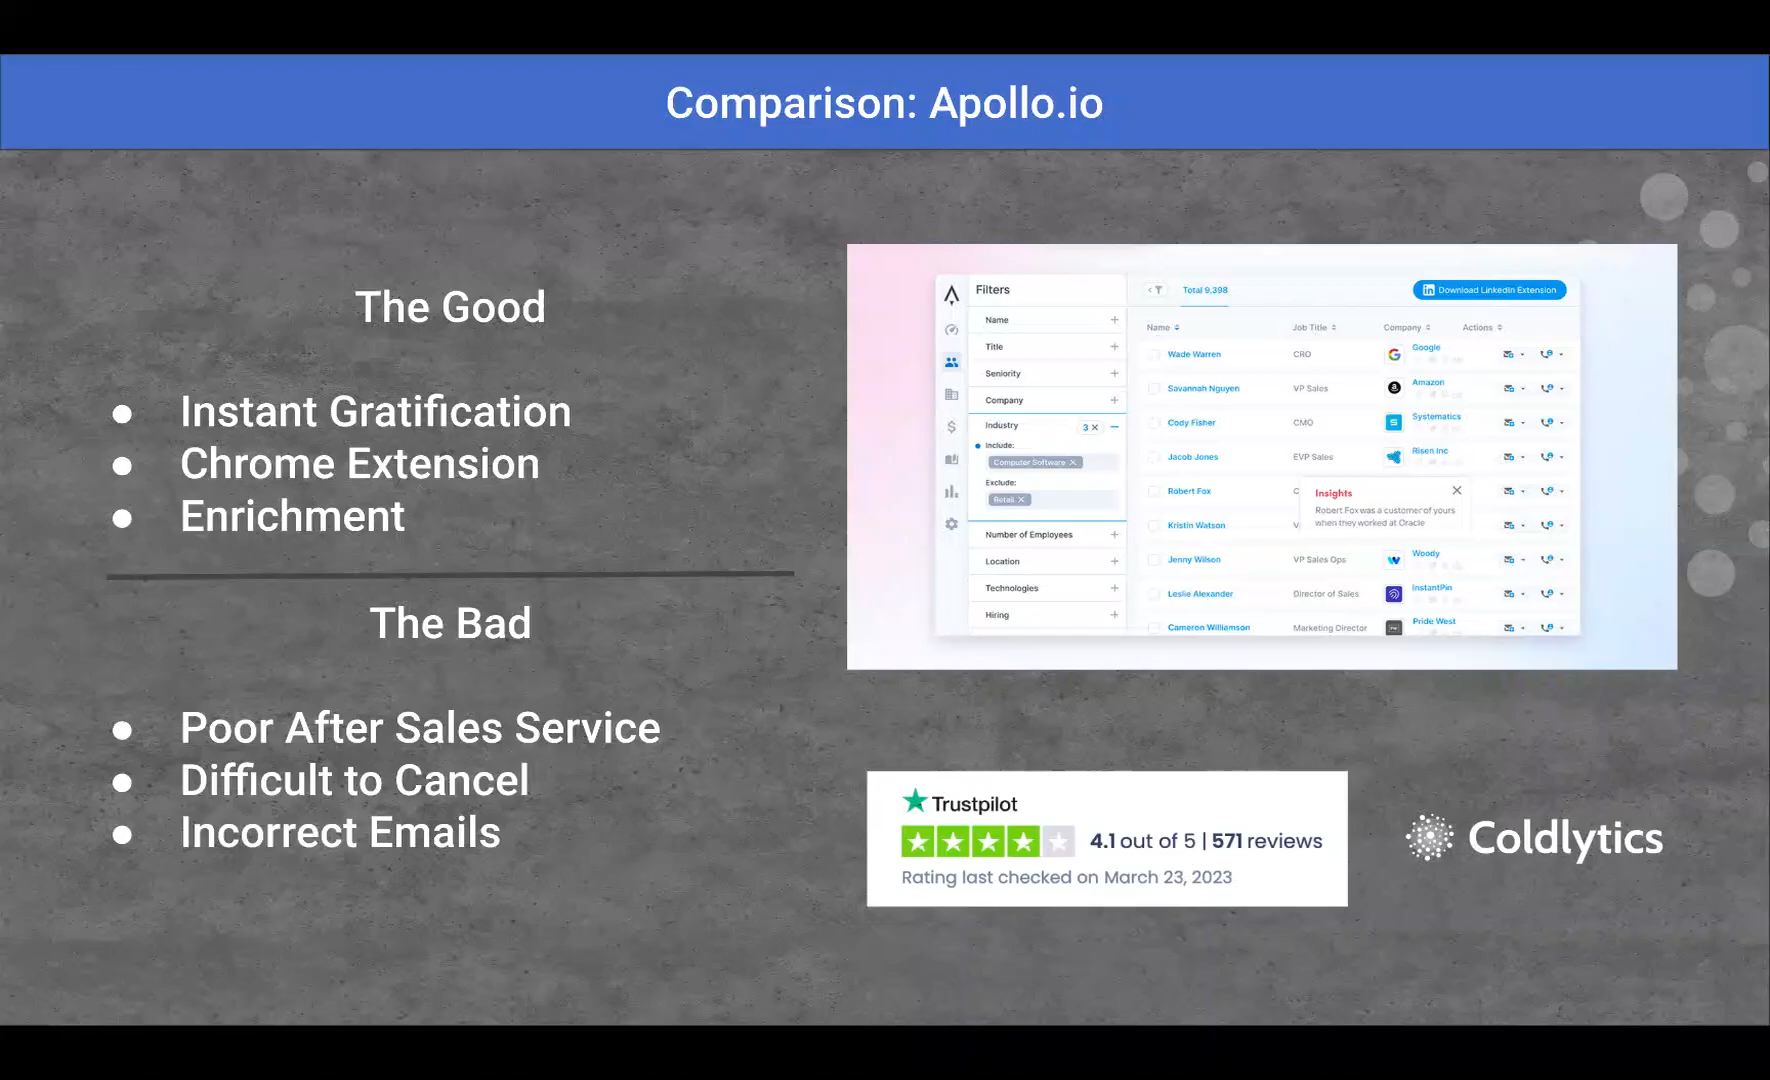 Comparison: Apollo.io
The Good
● Instant Gratification
● Chrome Extension
● Enrichment
The Bad
● Poor After Sales Service
● Difficult to Cancel
● Incorrect Emails
Filters
Name
Title
Seniority
Company
Industry 3 ×
Include:
Computer Software ×
Exclude:
Retail ×
Number of Employees
Location
Technologies
Hiring
Total 9,398
Download LinkedIn Extension
Name Job Title Company Actions
Wade Warren CRO Google
Savannah Nguyen VP Sales Amazon
Cody Fisher CMO Systematics
Jacob Jones EVP Sales Risen Inc
Robert Fox C
Insights
Robert Fox was a customer of yours
when they worked at Oracle
Kristin Watson V
Jenny Wilson VP Sales Ops Woody
Leslie Alexander Director of Sales InstantPin
Cameron Williamson Marketing Director Pride West
Trustpilot
4.1 out of 5 | 571 reviews
Rating last checked on March 23, 2023
Coldlytics